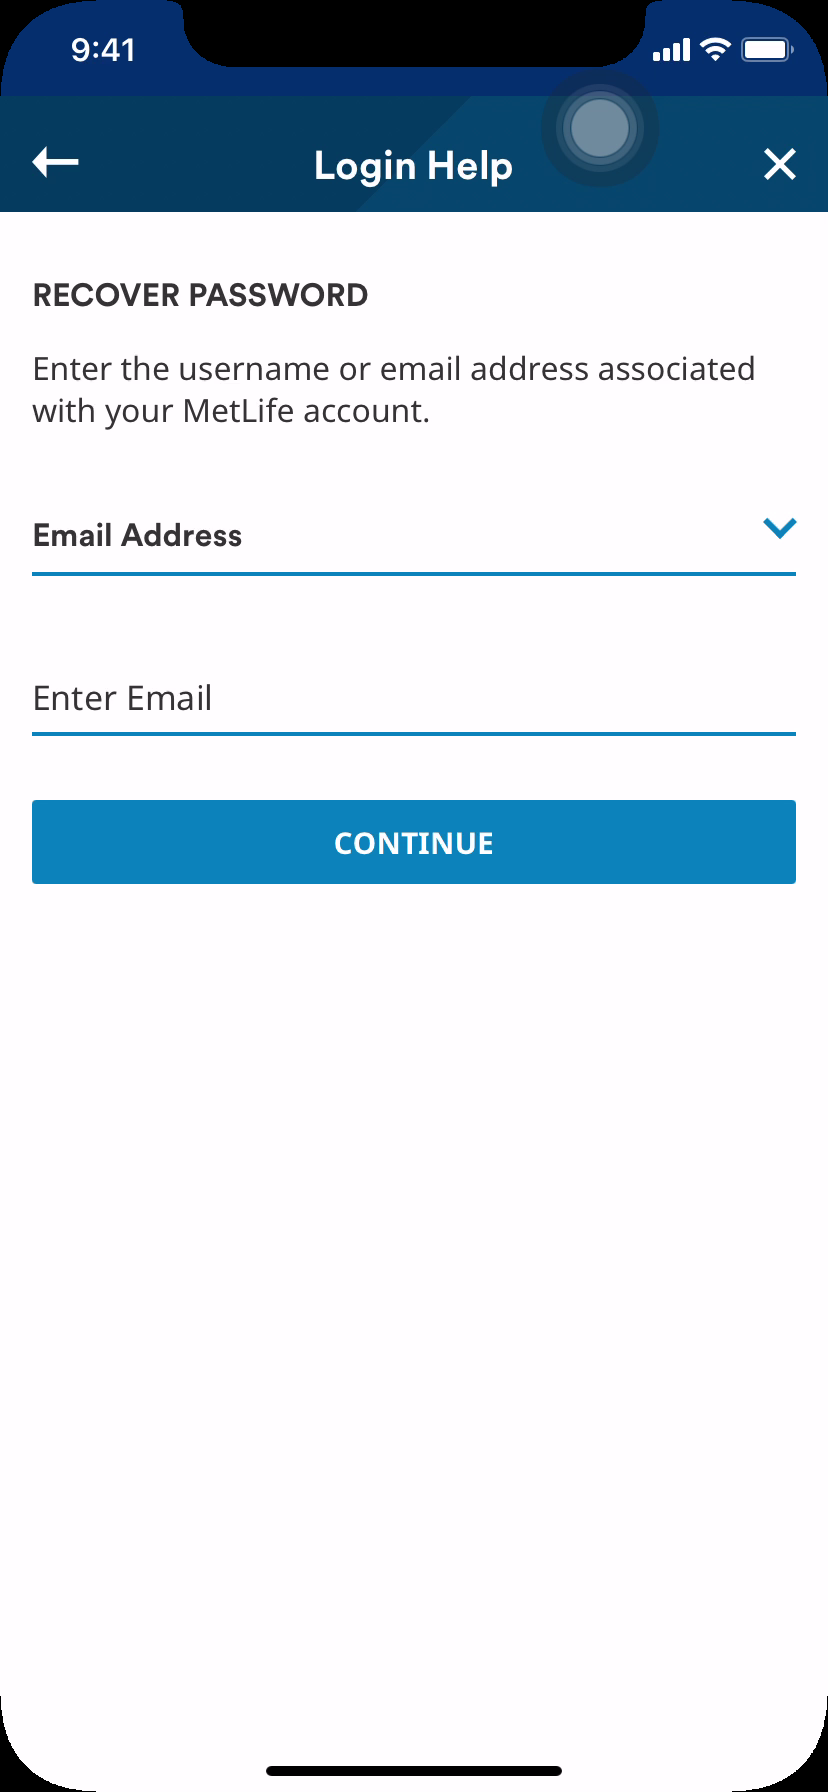 9:41
Login Help
RECOVER PASSWORD
Enter the username or email address associated
with your MetLife account.
Email Address
Enter Email
CONTINUE